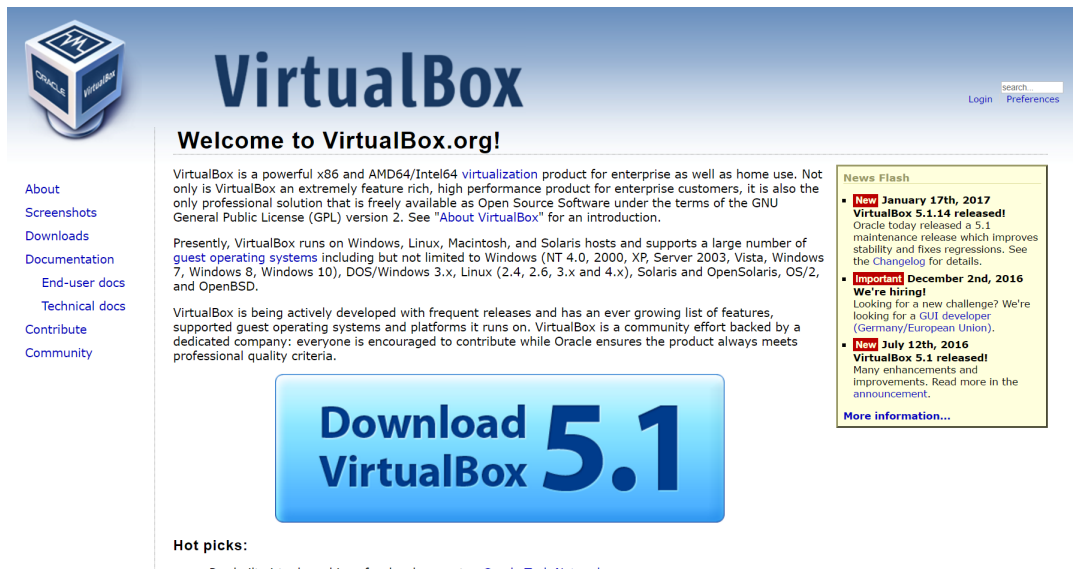 ORACLE
VirtualBox
VirtualBox
search...
Login Preferences
Welcome to VirtualBox.org!
About
Screenshots
Downloads
Documentation
End-user docs
Technical docs
Contribute
Community
VirtualBox is a powerful x86 and AMD64/Intel64 virtualization product for enterprise as well as home use. Not
only is VirtualBox an extremely feature rich, high performance product for enterprise customers, it is also the
only professional solution that is freely available as Open Source Software under the terms of the GNU
General Public License (GPL) version 2. See "About VirtualBox" for an introduction.
Presently, VirtualBox runs on Windows, Linux, Macintosh, and Solaris hosts and supports a large number of
guest operating systems including but not limited to Windows (NT 4.0, 2000, XP, Server 2003, Vista, Windows
7, Windows 8, Windows 10), DOS/Windows 3.x, Linux (2.4, 2.6, 3.x and 4.x), Solaris and OpenSolaris, OS/2,
and OpenBSD.
VirtualBox is being actively developed with frequent releases and has an ever growing list of features,
supported guest operating systems and platforms it runs on. VirtualBox is a community effort backed by a
dedicated company: everyone is encouraged to contribute while Oracle ensures the product always meets
professional quality criteria.
Download
VirtualBox 5.1
Hot picks:
News Flash
New January 17th, 2017
VirtualBox 5.1.14 released!
Oracle today released a 5.1
maintenance release which improves
stability and fixes regressions. See
the Changelog for details.
Important December 2nd, 2016
We're hiring!
Looking for a new challenge? We're
looking for a GUI developer
(Germany/European Union).
New July 12th, 2016
VirtualBox 5.1 released!
Many enhancements and
improvements. Read more in the
announcement.
More information...